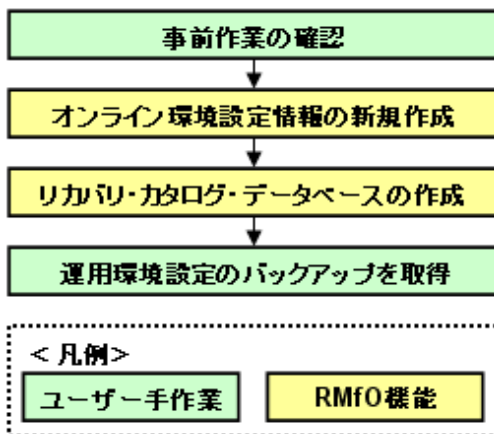 事前作業の確認
オンライン環境設定情報の新規作成
リカバリ・カタログ・データベースの作成
運用環境設定のバックアップを取得
<凡例>
ユーザー手作業
RMfO機能